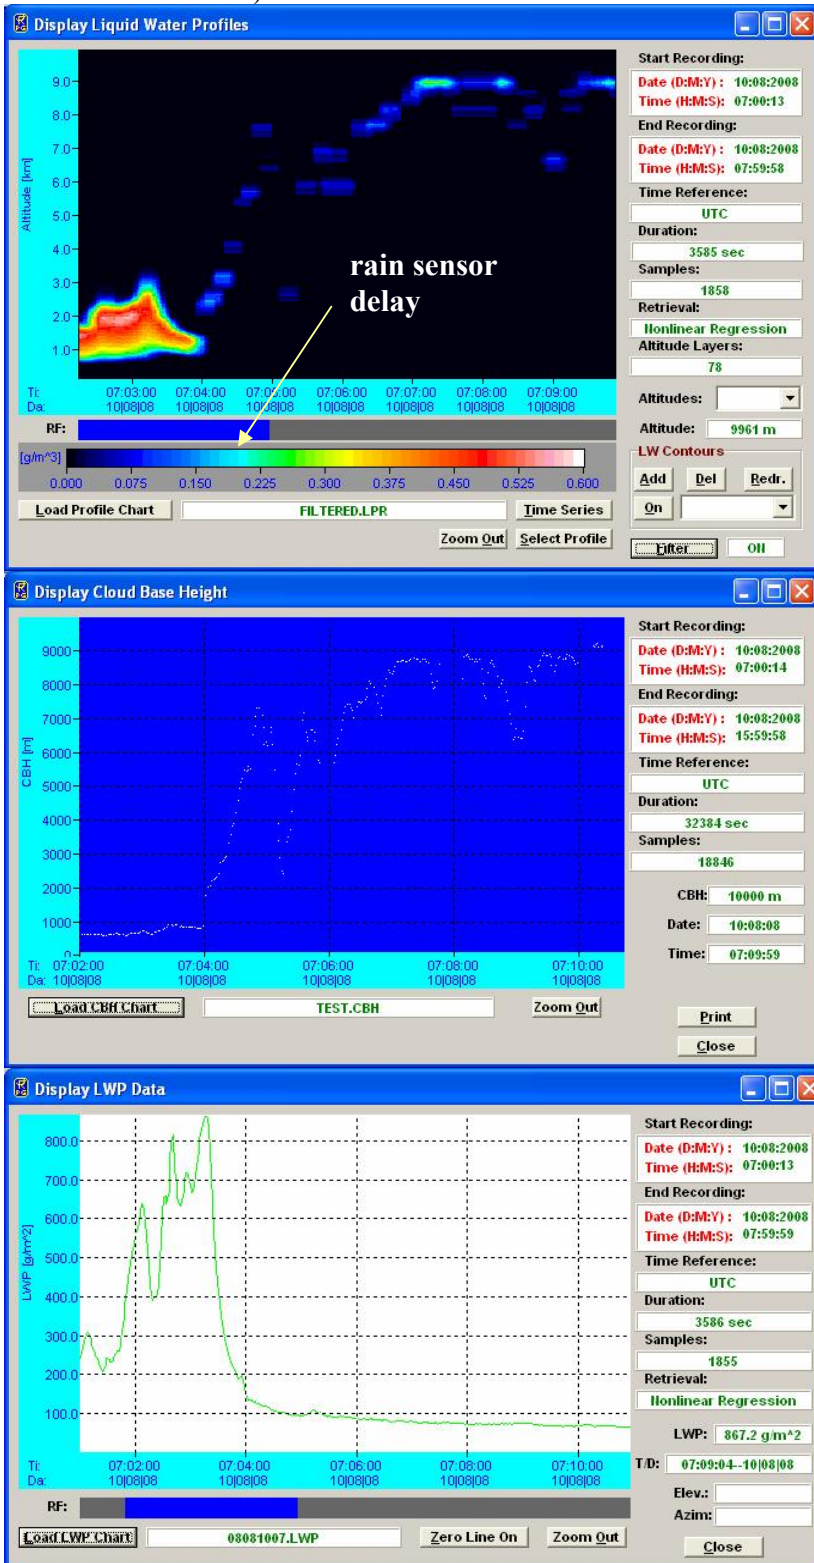 Display Liquid Water Profiles
Altitude [km]
9.0
8.0
7.0
6.0
5.0
4.0
3.0
2.0
1.0
rain sensor
delay
Ti: 07:03:00 07:04:00 07:05:00 07:06:00 07:07:00 07:08:00 07:09:00
Da: 10|08|08 10|08|08 10|08|08 10|08|08 10|08|08 10|08|08 10|08|08
RF:
[g/m^3]
0.000 0.075 0.150 0.225 0.300 0.375 0.450 0.525 0.600
Load Profile Chart FILTERED.LPR Time Series
Zoom Out Select Profile
Start Recording:
Date (D:M:Y) : 10:08:2008
Time (H:M:S): 07:00:13
End Recording:
Date (D:M:Y) : 10:08:2008
Time (H:M:S): 07:59:58
Time Reference:
UTC
Duration:
3585 sec
Samples:
1858
Retrieval:
Nonlinear Regression
Altitude Layers:
78
Altitudes:
Altitude: 9961 m
LW Contours
Add Del Redr.
On
Filter ON
Display Cloud Base Height
CBH [m]
9000
8000
7000
6000
5000
4000
3000
2000
1000
0
Ti: 07:02:00 07:04:00 07:06:00 07:08:00 07:10:00
Da: 10|08|08 10|08|08 10|08|08 10|08|08 10|08|08
Load CBH Chart TEST.CBH Zoom Out
Start Recording:
Date (D:M:Y) : 10:08:2008
Time (H:M:S): 07:00:14
End Recording:
Date (D:M:Y) : 10:08:2008
Time (H:M:S): 15:59:58
Time Reference:
UTC
Duration:
32384 sec
Samples:
18846
CBH: 10000 m
Date: 10:08:08
Time: 07:09:59
Print
Close
Display LWP Data
LWP [g/m^2]
800.0
700.0
600.0
500.0
400.0
300.0
200.0
100.0
Ti: 07:02:00 07:04:00 07:06:00 07:08:00 07:10:00
Da: 10|08|08 10|08|08 10|08|08 10|08|08 10|08|08
RF:
Load LWP Chart 08081007.LWP Zero Line On Zoom Out
Start Recording:
Date (D:M:Y) : 10:08:2008
Time (H:M:S): 07:00:13
End Recording:
Date (D:M:Y) : 10:08:2008
Time (H:M:S): 07:59:59
Time Reference:
UTC
Duration:
3586 sec
Samples:
1855
Retrieval:
Nonlinear Regression
LWP: 867.2 g/m^2
T/D: 07:09:04--10|08|08
Elev.:
Azim:
Close